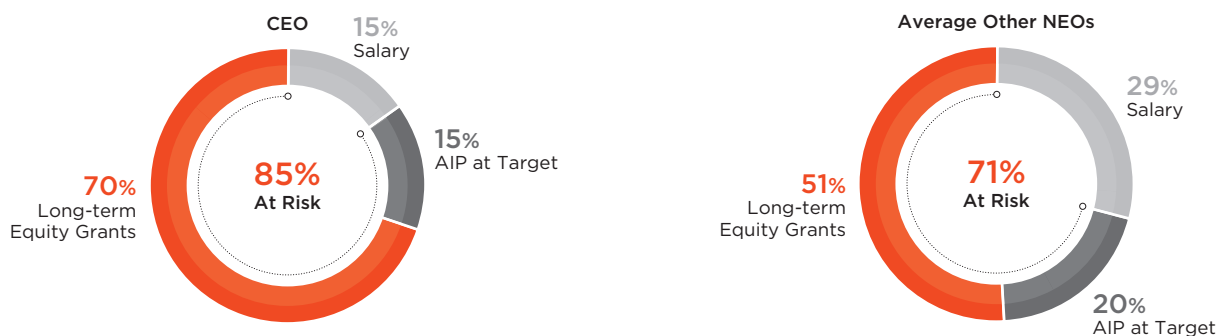 CEO
15%
Salary
15%
AIP at Target
70%
Long-term
Equity Grants
85%
At Risk
Average Other NEOs
29%
Salary
51%
Long-term
Equity Grants
71%
At Risk
20%
AIP at Target